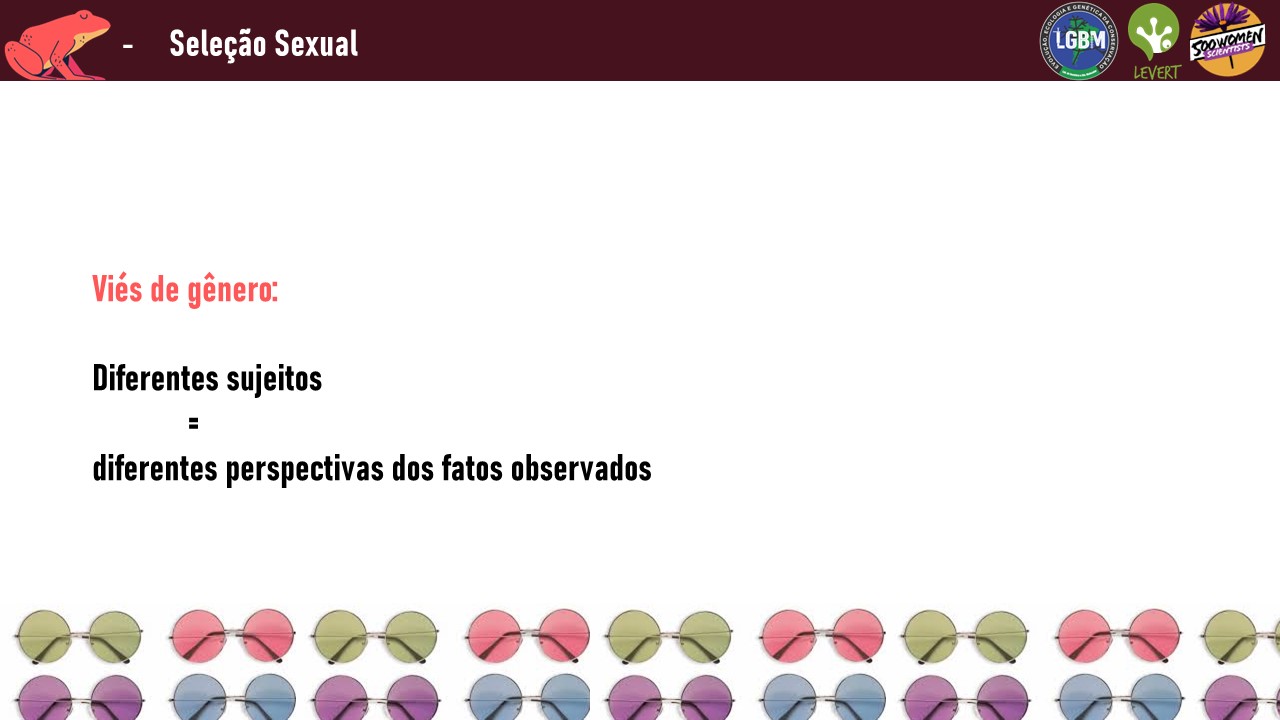 - Seleção Sexual
EVOLUÇÃO, ECOLOGIA E GENÉTICA DA CONSERVAÇÃO
LGBM
LEVERT
500 WOMEN
SCIENTISTS
Viés de gênero:
Diferentes sujeitos
=
diferentes perspectivas dos fatos observados